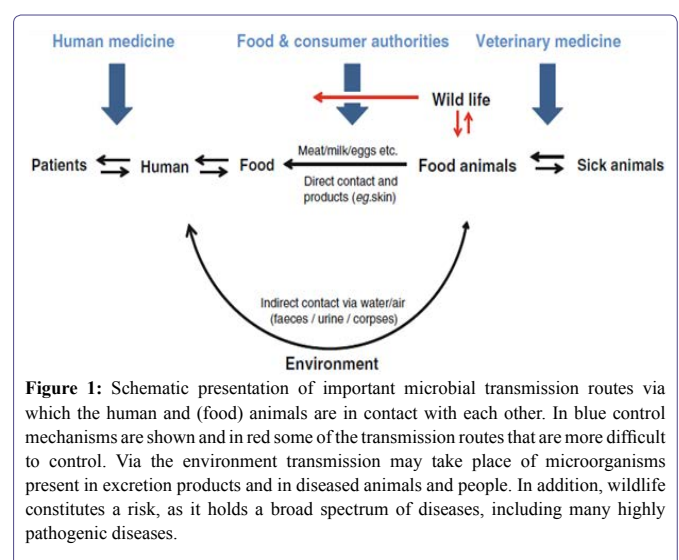 Human medicine Food & consumer authorities Veterinary medicine
Wild life
Meat/milk/eggs etc.
Patients Human Food Food animals Sick animals
Direct contact and
products (eg.skin)
Indirect contact via water/air
(faeces / urine / corpses)
Environment
Figure 1: Schematic presentation of important microbial transmission routes via
which the human and (food) animals are in contact with each other. In blue control
mechanisms are shown and in red some of the transmission routes that are more difficult
to control. Via the environment transmission may take place of microorganisms
present in excretion products and in diseased animals and people. In addition, wildlife
constitutes a risk, as it holds a broad spectrum of diseases, including many highly
pathogenic diseases.